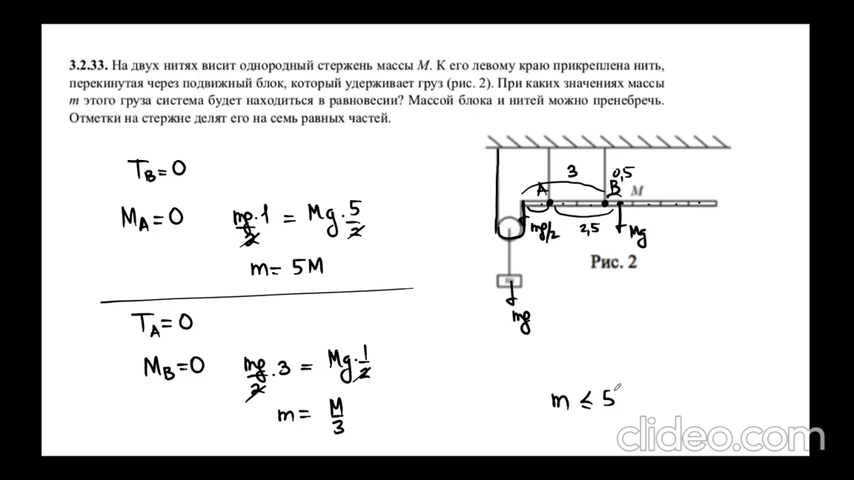 3.2.33. На двух нитях висит однородный стержень массы M. К его левому краю прикреплена нить,
перекинутая через подвижный блок, который удерживает груз (рис. 2). При каких значениях массы
m этого груза система будет находиться в равновесии? Массой блока и нитей можно пренебречь.
Отметки на стержне делят его на семь равных частей.
T_B = 0
M_A = 0 mg/2 · 1 = Mg · 5/2
m = 5M
T_A = 0
M_B = 0 mg/2 · 3 = Mg · 1/2
m = M/3
3 0,5
A B M
mg/2 2,5 Mg
Рис. 2
mg
m ≤ 5
clideo.com